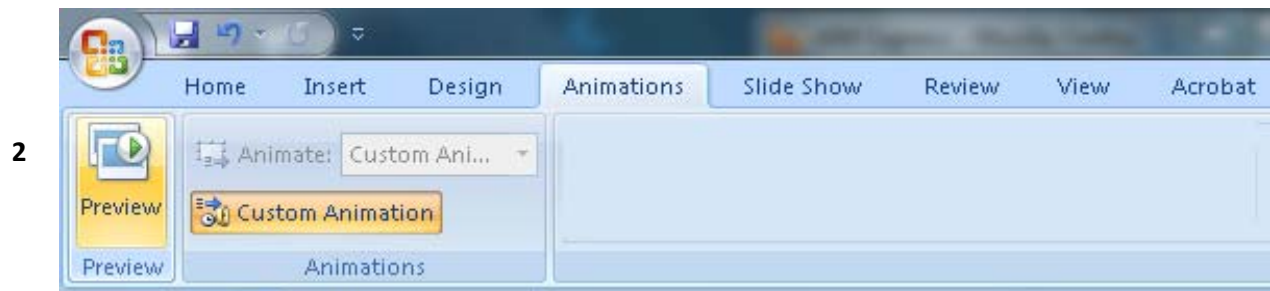 Home Insert Design Animations Slide Show Review View Acrobat
2
Animate: Custom Ani...
Preview Custom Animation
Preview Animations